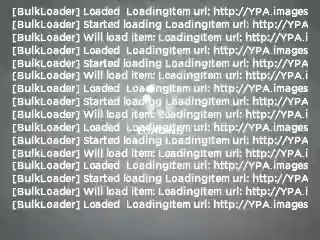 [BulkLoader] Loaded LoadingItem url: http://YPA.images
[BulkLoader] Started loading LoadingItem url: http://YPA
[BulkLoader] Will load item: LoadingItem url: http://YPA.i
[BulkLoader] Loaded LoadingItem url: http://YPA.images
[BulkLoader] Started loading LoadingItem url: http://YPA
[BulkLoader] Will load item: LoadingItem url: http://YPA.i
[BulkLoader] Loaded LoadingItem url: http://YPA.images
[BulkLoader] Started loading LoadingItem url: http://YPA
[BulkLoader] Will load item: LoadingItem url: http://YPA.i
[BulkLoader] Loaded LoadingItem url: http://YPA.images
[BulkLoader] Started loading LoadingItem url: http://YPA
[BulkLoader] Will load item: LoadingItem url: http://YPA.i
[BulkLoader] Loaded LoadingItem url: http://YPA.images
[BulkLoader] Started loading LoadingItem url: http://YPA
[BulkLoader] Will load item: LoadingItem url: http://YPA.i
[BulkLoader] Loaded LoadingItem url: http://YPA.images